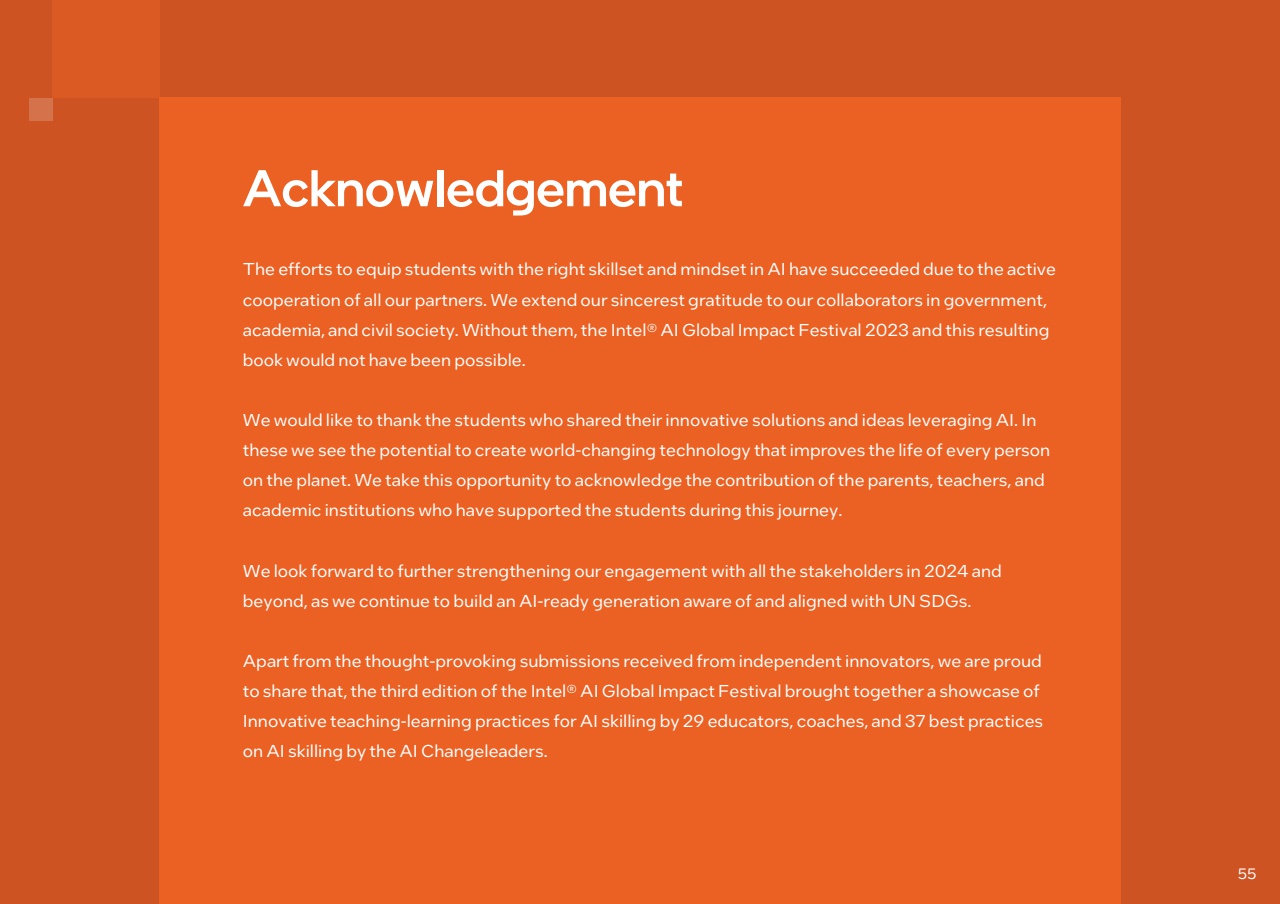 Acknowledgement
The efforts to equip students with the right skillset and mindset in AI have succeeded due to the active
cooperation of all our partners. We extend our sincerest gratitude to our collaborators in government,
academia, and civil society. Without them, the Intel® AI Global Impact Festival 2023 and this resulting
book would not have been possible.
We would like to thank the students who shared their innovative solutions and ideas leveraging AI. In
these we see the potential to create world-changing technology that improves the life of every person
on the planet. We take this opportunity to acknowledge the contribution of the parents, teachers, and
academic institutions who have supported the students during this journey.
We look forward to further strengthening our engagement with all the stakeholders in 2024 and
beyond, as we continue to build an AI-ready generation aware of and aligned with UN SDGs.
Apart from the thought-provoking submissions received from independent innovators, we are proud
to share that, the third edition of the Intel® AI Global Impact Festival brought together a showcase of
Innovative teaching-learning practices for AI skilling by 29 educators, coaches, and 37 best practices
on AI skilling by the AI Changeleaders.
55